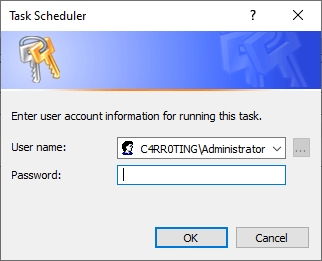 Task Scheduler
Enter user account information for running this task.
User name: C4RR0TING\Administrator ...
Password:
OK Cancel